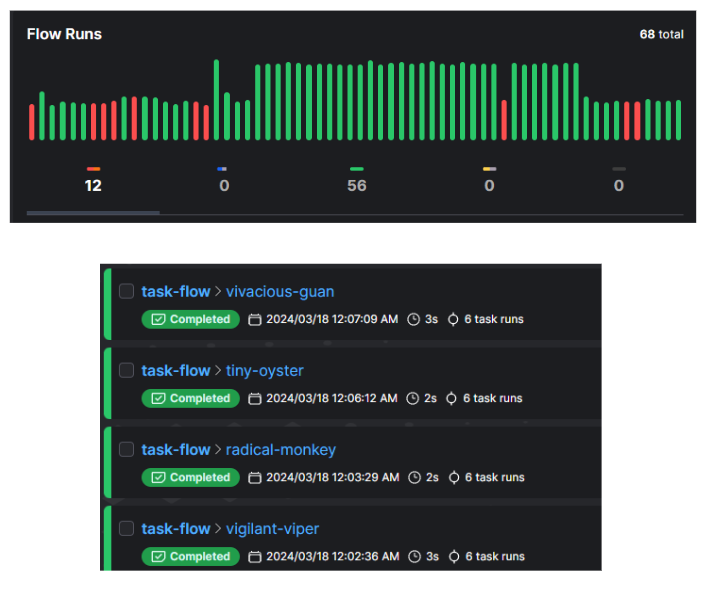 Flow Runs 68 total
12 0 56 0 0
task-flow > vivacious-guan
Completed 2024/03/18 12:07:09 AM 3s 6 task runs
task-flow > tiny-oyster
Completed 2024/03/18 12:06:12 AM 2s 6 task runs
task-flow > radical-monkey
Completed 2024/03/18 12:03:29 AM 2s 6 task runs
task-flow > vigilant-viper
Completed 2024/03/18 12:02:36 AM 3s 6 task runs